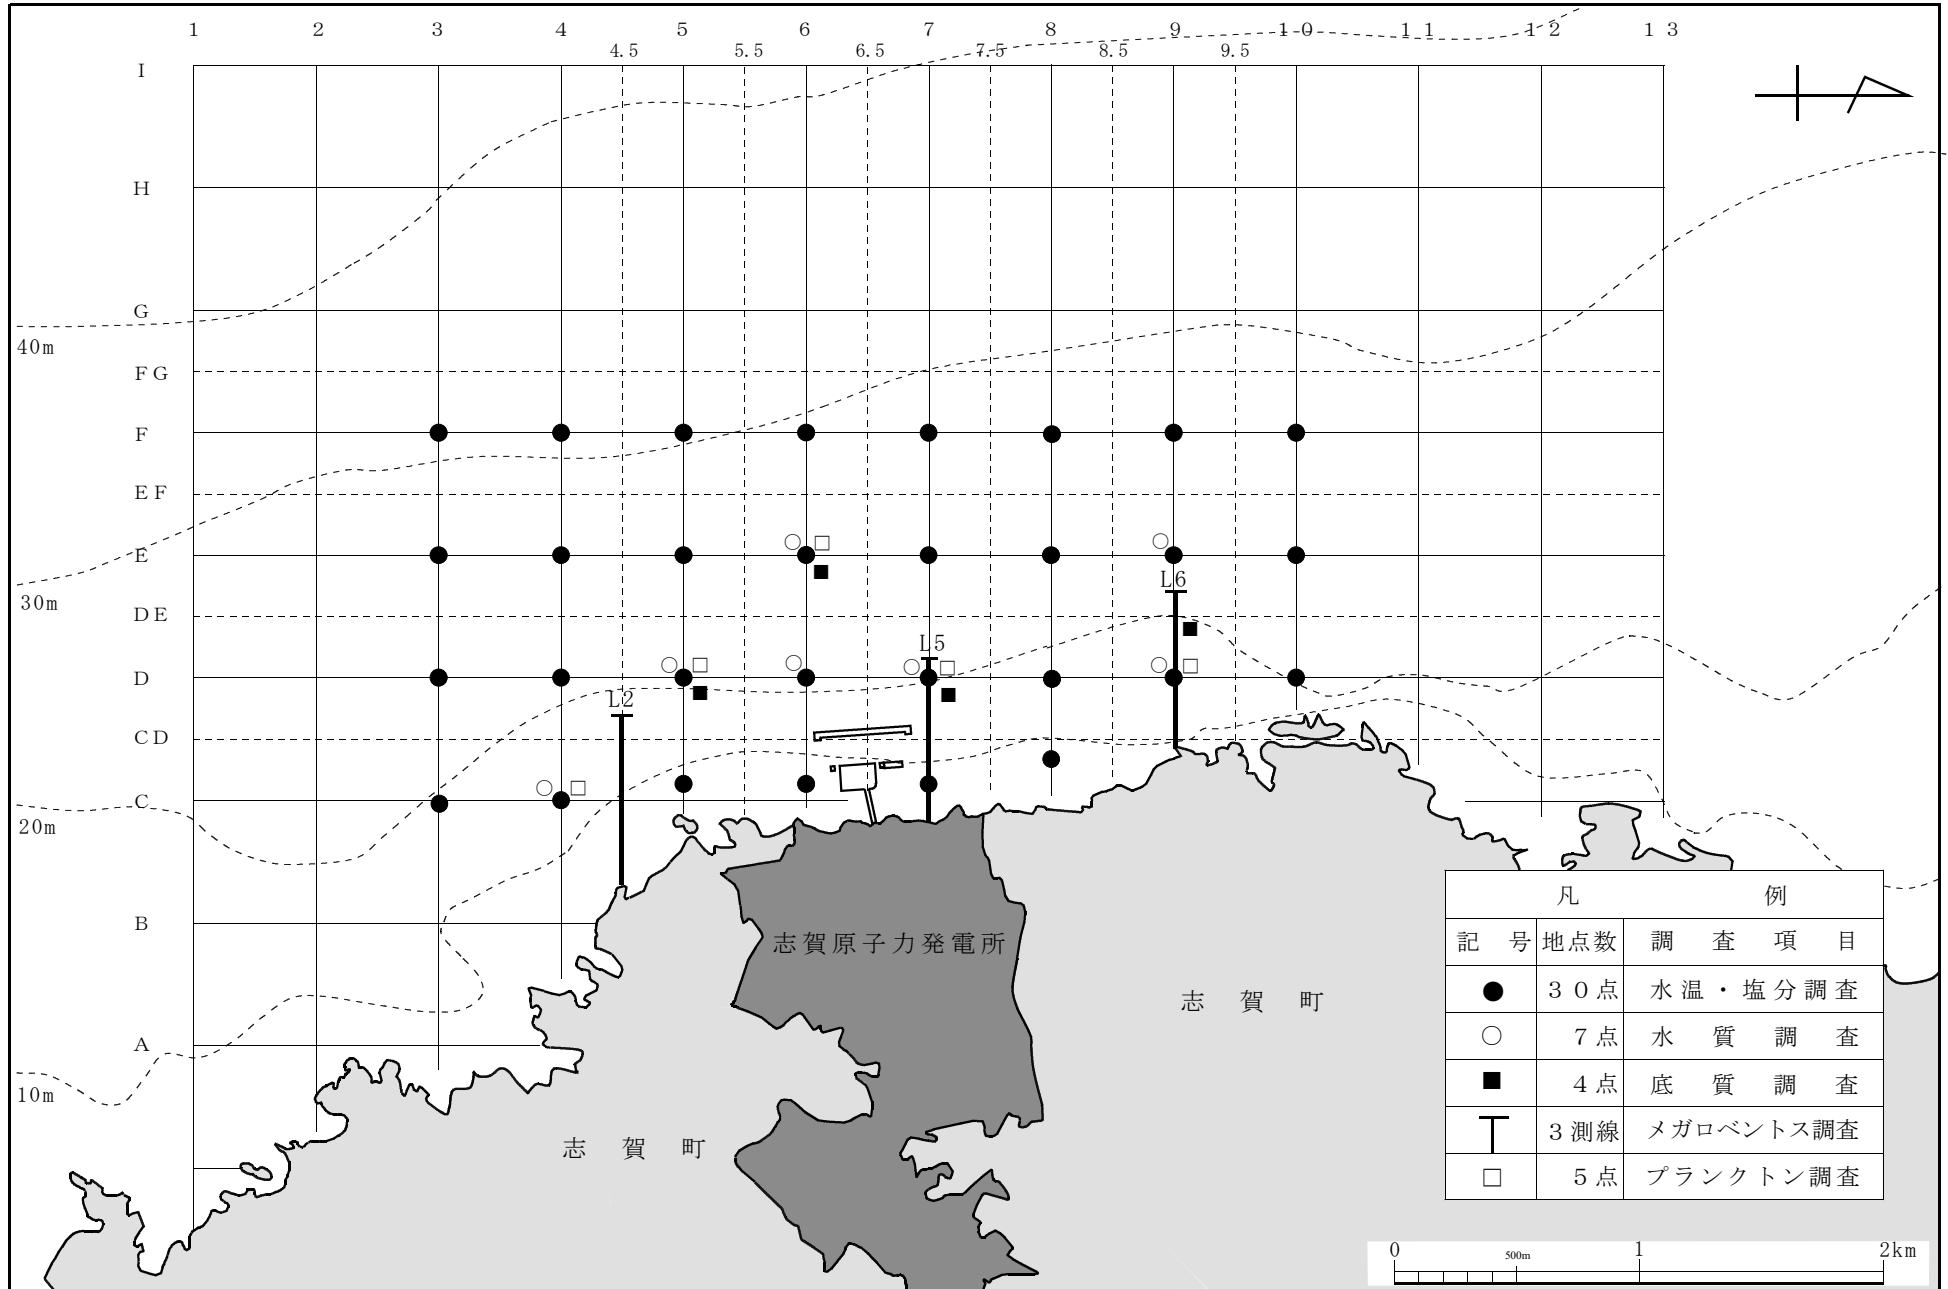 1 2 3 4 5 6 7 8 9 10 11 12 13
4.5 5.5 6.5 7.5 8.5 9.5
I
H
G
40m
FG
F
EF
E
L6
30m
DE
L5
D
L2
CD
C
20m
B
志賀原子力発電所
志賀町
A
10m
志賀町
凡例
記号 地点数 調査項目
● 30点 水温・塩分調査
○ 7点 水質調査
■ 4点 底質調査
3測線 メガロベントス調査
□ 5点 プランクトン調査
0 500m 1 2km